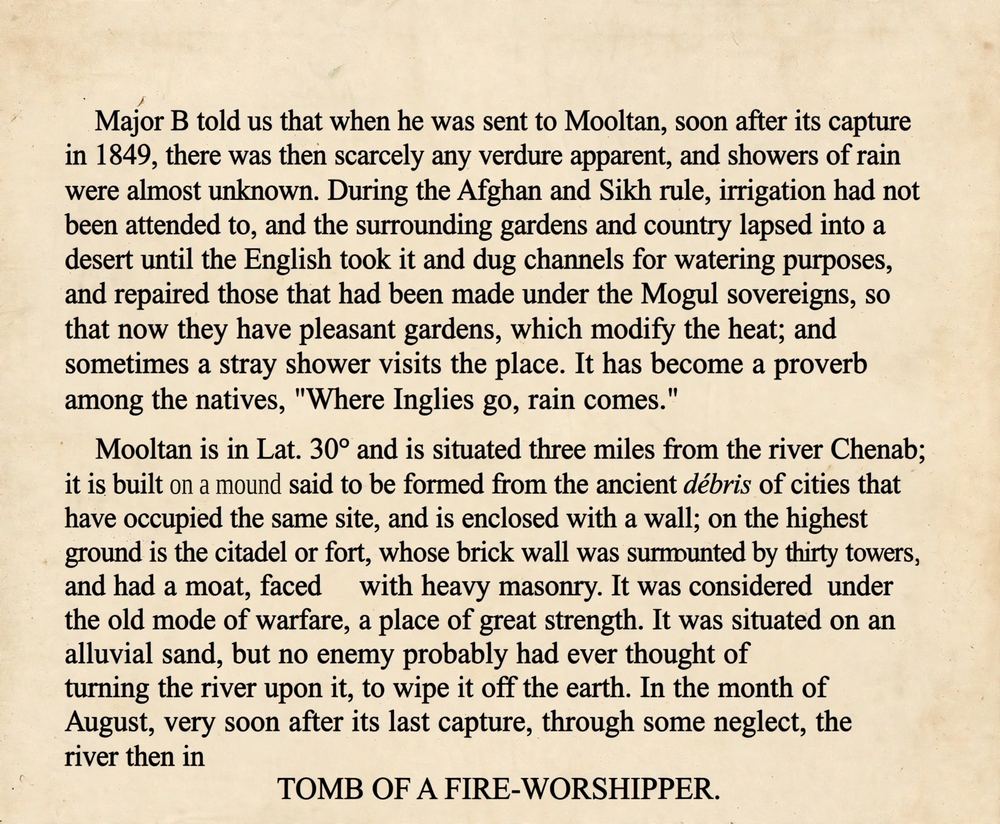 Major B told us that when he was sent to Mooltan, soon after its capture
in 1849, there was then scarcely any verdure apparent, and showers of rain
were almost unknown. During the Afghan and Sikh rule, irrigation had not
been attended to, and the surrounding gardens and country lapsed into a
desert until the English took it and dug channels for watering purposes,
and repaired those that had been made under the Mogul sovereigns, so
that now they have pleasant gardens, which modify the heat; and
sometimes a stray shower visits the place. It has become a proverb
among the natives, "Where Inglies go, rain comes."
Mooltan is in Lat. 30° and is situated three miles from the river Chenab;
it is built on a mound said to be formed from the ancient débris of cities that
have occupied the same site, and is enclosed with a wall; on the highest
ground is the citadel or fort, whose brick wall was surmounted by thirty towers,
and had a moat, faced with heavy masonry. It was considered under
the old mode of warfare, a place of great strength. It was situated on an
alluvial sand, but no enemy probably had ever thought of
turning the river upon it, to wipe it off the earth. In the month of
August, very soon after its last capture, through some neglect, the
river then in
TOMB OF A FIRE-WORSHIPPER.